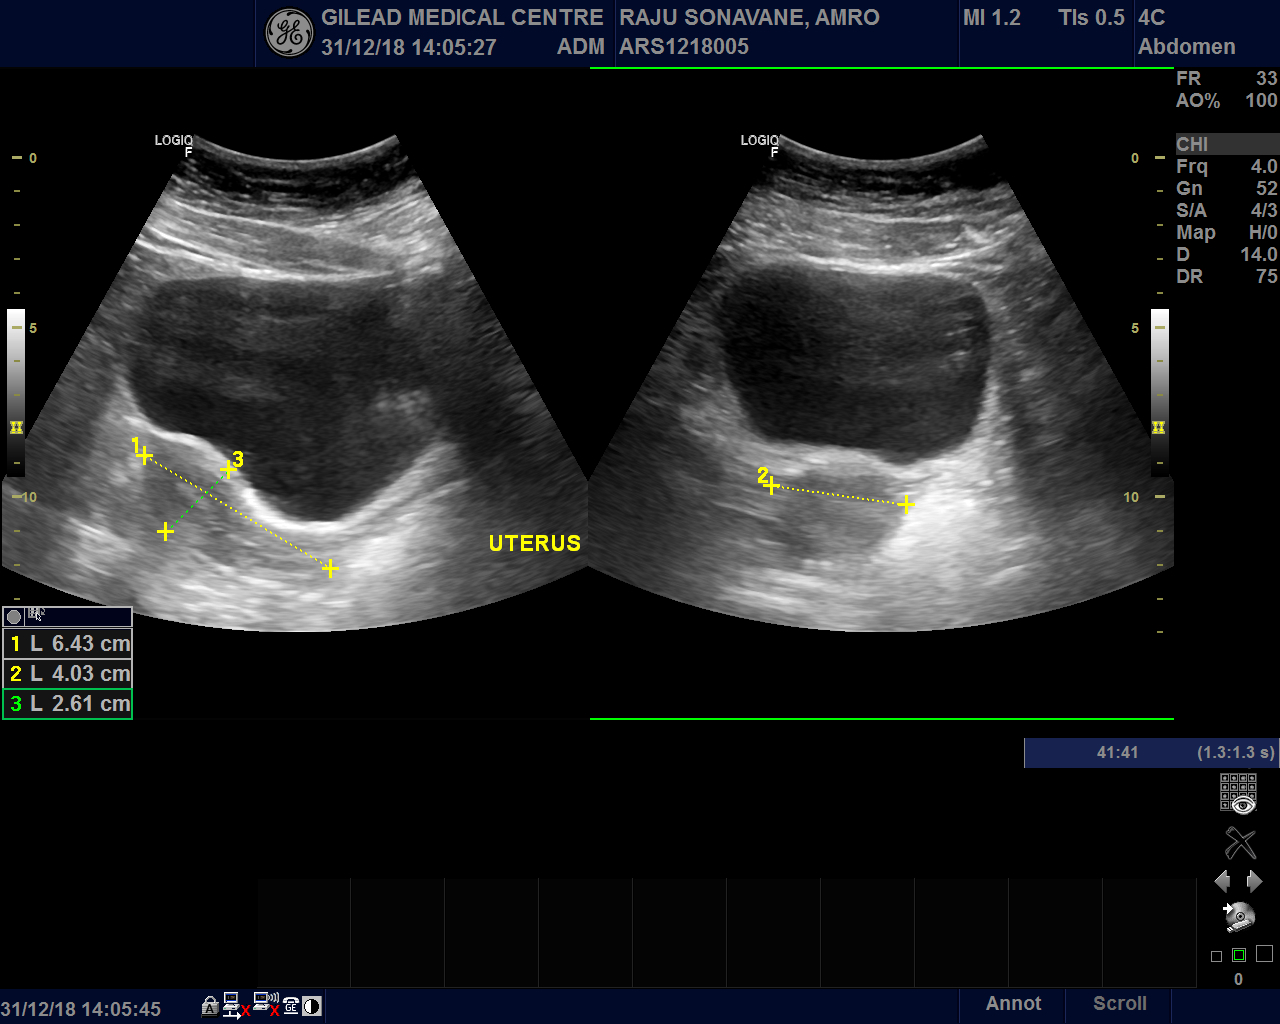 GILEAD MEDICAL CENTRE
31/12/18 14:05:27 ADM
RAJU SONAVANE, AMRO
ARS1218005
MI 1.2 TIs 0.5
4C
Abdomen
FR 33
AO% 100
CHI
Frq 4.0
Gn 52
S/A 4/3
Map H/0
D 14.0
DR 75
LOGIQ
F
LOGIQ
F
0
5
10
0
5
10
1
3
2
UTERUS
1 L 6.43 cm
2 L 4.03 cm
3 L 2.61 cm
41:41 (1.3:1.3 s)
0
31/12/18 14:05:45
Annot
Scroll